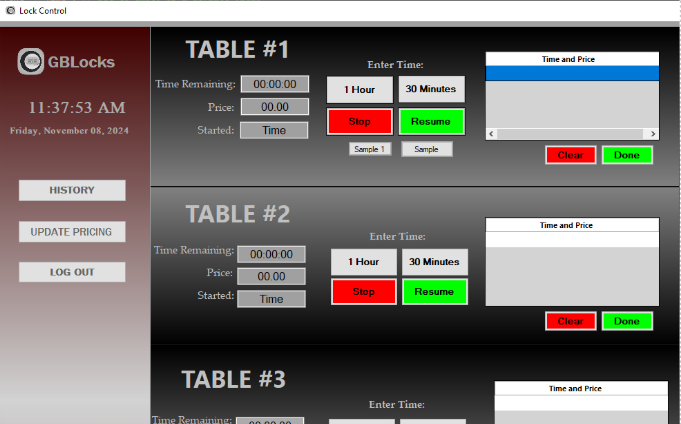 Lock Control
GBLocks
11:37:53 AM
Friday, November 08, 2024
HISTORY
UPDATE PRICING
LOG OUT
TABLE #1
Time Remaining: 00:00:00
Price: 00.00
Started: Time
Enter Time:
1 Hour 30 Minutes
Stop Resume
Sample 1 Sample
Time and Price
Clear Done
TABLE #2
Time Remaining: 00:00:00
Price: 00.00
Started: Time
Enter Time:
1 Hour 30 Minutes
Stop Resume
Time and Price
Clear Done
TABLE #3
Time Remaining: 00:00:00
Enter Time:
Time and Price